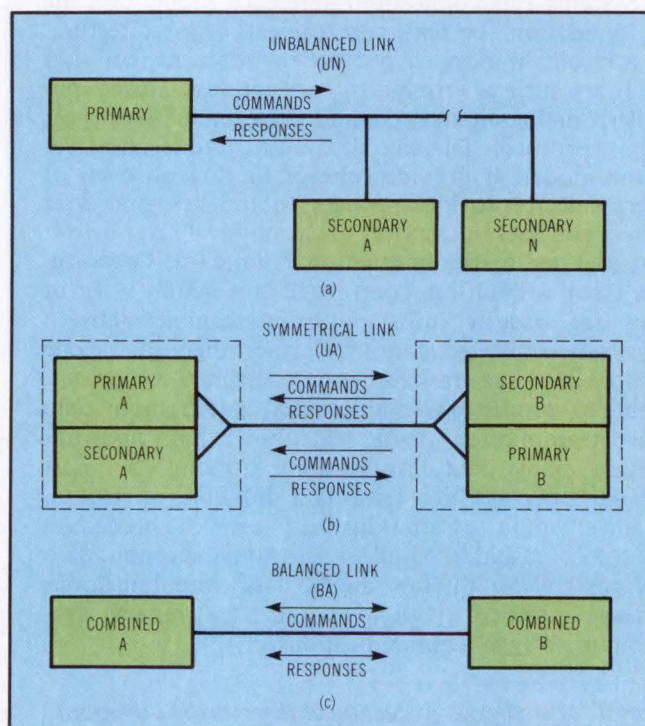 UNBALANCED LINK
(UN)
PRIMARY
COMMANDS
RESPONSES
SECONDARY
A
SECONDARY
N
(a)
SYMMETRICAL LINK
(UA)
PRIMARY
A
SECONDARY
A
COMMANDS
RESPONSES
COMMANDS
RESPONSES
SECONDARY
B
PRIMARY
B
(b)
BALANCED LINK
(BA)
COMBINED
A
COMMANDS
RESPONSES
COMBINED
B
(c)